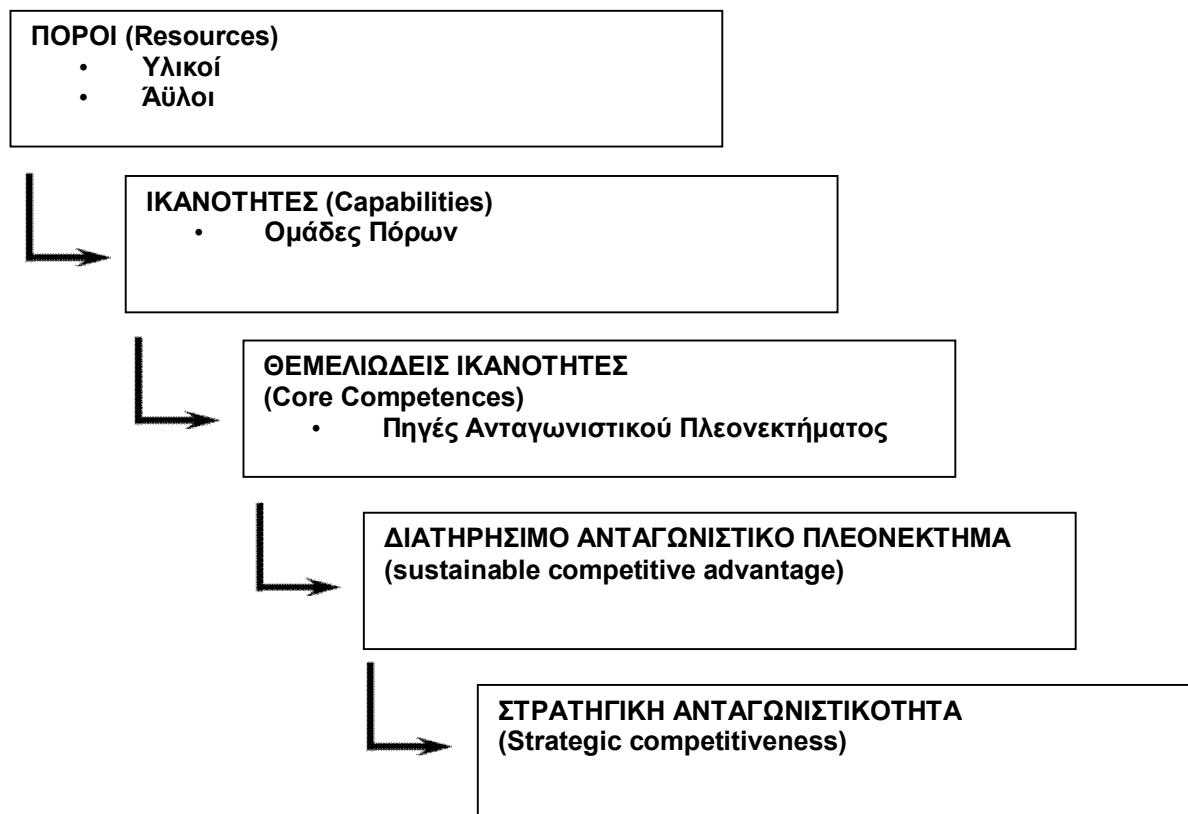 ΠΟΡΟΙ (Resources)
• Υλικοί
• Άϋλοι
ΙΚΑΝΟΤΗΤΕΣ (Capabilities)
• Ομάδες Πόρων
ΘΕΜΕΛΙΩΔΕΙΣ ΙΚΑΝΟΤΗΤΕΣ
(Core Competences)
• Πηγές Ανταγωνιστικού Πλεονεκτήματος
ΔΙΑΤΗΡΗΣΙΜΟ ΑΝΤΑΓΩΝΙΣΤΙΚΟ ΠΛΕΟΝΕΚΤΗΜΑ
(sustainable competitive advantage)
ΣΤΡΑΤΗΓΙΚΗ ΑΝΤΑΓΩΝΙΣΤΙΚΟΤΗΤΑ
(Strategic competitiveness)